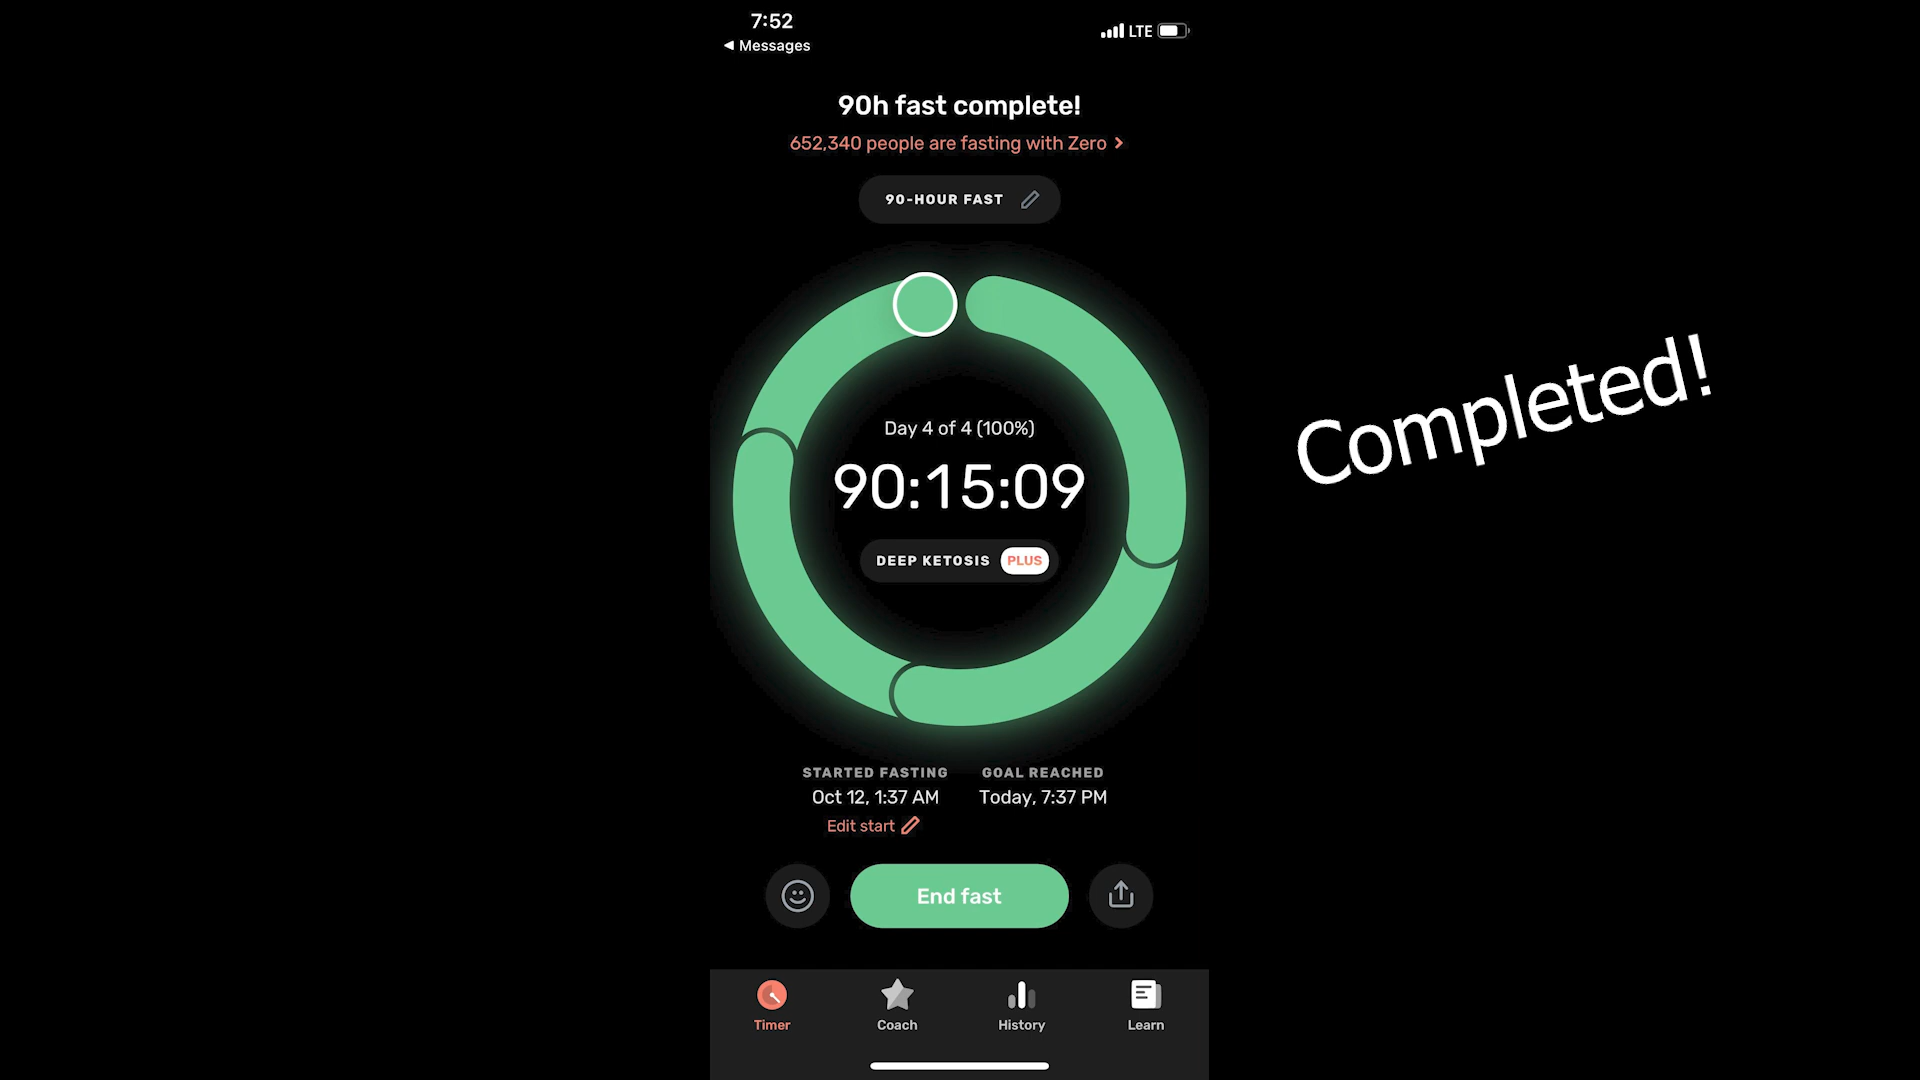 7:52
◀ Messages
LTE
90h fast complete!
652,340 people are fasting with Zero >
90-HOUR FAST
Day 4 of 4 (100%)
90:15:09
DEEP KETOSIS PLUS
Completed!
STARTED FASTING
Oct 12, 1:37 AM
Edit start
GOAL REACHED
Today, 7:37 PM
End fast
Timer
Coach
History
Learn